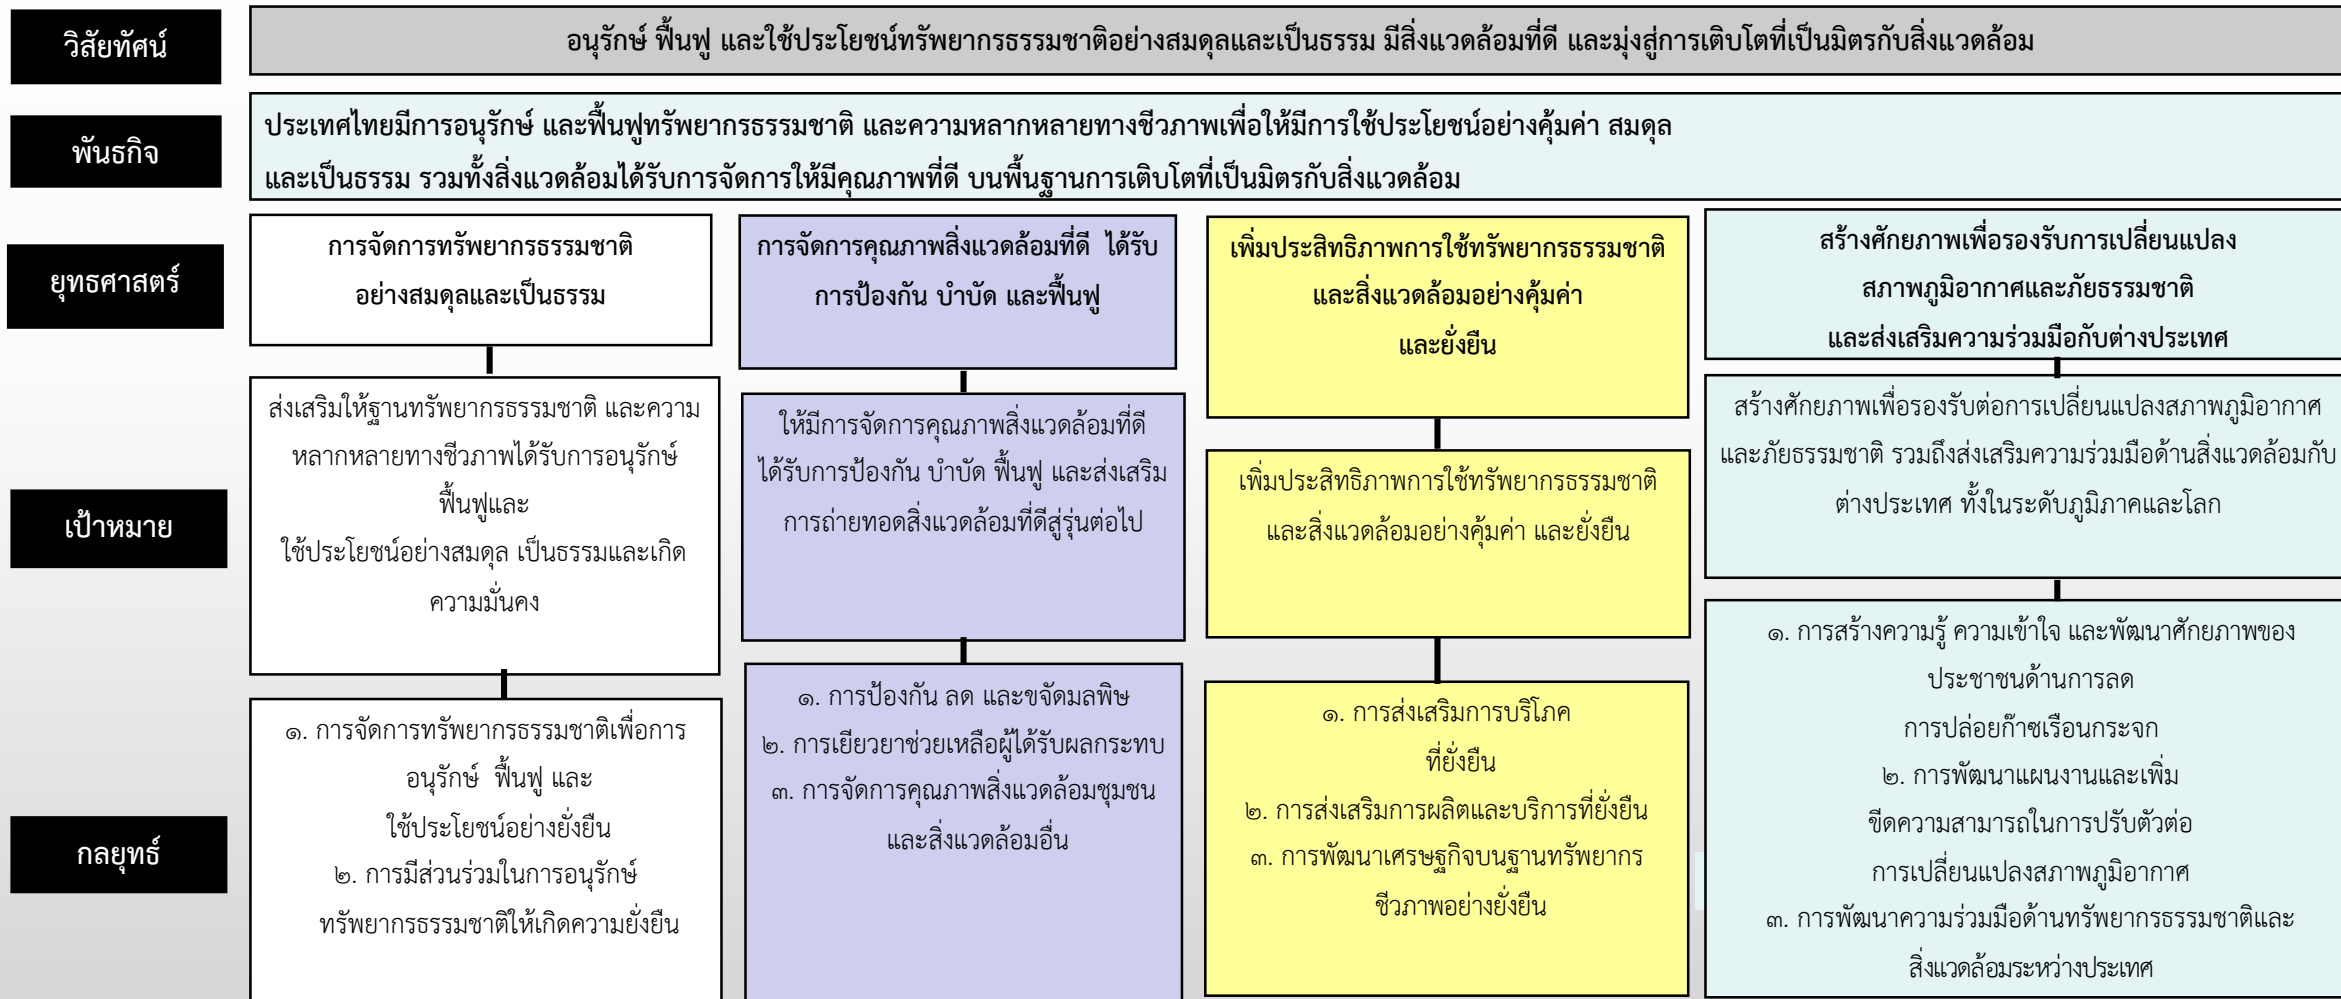 วิสัยทัศน์
อนุรักษ์ ฟื้นฟู และใช้ประโยชน์ทรัพยากรธรรมชาติอย่างสมดุลและเป็นธรรม มีสิ่งแวดล้อมที่ดี และมุ่งสู่การเติบโตที่เป็นมิตรกับสิ่งแวดล้อม
พันธกิจ
ประเทศไทยมีการอนุรักษ์ และฟื้นฟูทรัพยากรธรรมชาติ และความหลากหลายทางชีวภาพเพื่อให้มีการใช้ประโยชน์อย่างคุ้มค่า สมดุล
และเป็นธรรม รวมทั้งสิ่งแวดล้อมได้รับการจัดการให้มีคุณภาพที่ดี บนพื้นฐานการเติบโตที่เป็นมิตรกับสิ่งแวดล้อม
ยุทธศาสตร์
การจัดการทรัพยากรธรรมชาติ
อย่างสมดุลและเป็นธรรม
การจัดการคุณภาพสิ่งแวดล้อมที่ดี ได้รับ
การป้องกัน บำบัด และฟื้นฟู
เพิ่มประสิทธิภาพการใช้ทรัพยากรธรรมชาติ
และสิ่งแวดล้อมอย่างคุ้มค่า
และยั่งยืน
สร้างศักยภาพเพื่อรองรับการเปลี่ยนแปลง
สภาพภูมิอากาศและภัยธรรมชาติ
และส่งเสริมความร่วมมือกับต่างประเทศ
เป้าหมาย
ส่งเสริมให้ฐานทรัพยากรธรรมชาติ และความ
หลากหลายทางชีวภาพได้รับการอนุรักษ์
ฟื้นฟูและ
ใช้ประโยชน์อย่างสมดุล เป็นธรรมและเกิด
ความมั่นคง
ให้มีการจัดการคุณภาพสิ่งแวดล้อมที่ดี
ได้รับการป้องกัน บำบัด ฟื้นฟู และส่งเสริม
การถ่ายทอดสิ่งแวดล้อมที่ดีสู่รุ่นต่อไป
เพิ่มประสิทธิภาพการใช้ทรัพยากรธรรมชาติ
และสิ่งแวดล้อมอย่างคุ้มค่า และยั่งยืน
สร้างศักยภาพเพื่อรองรับต่อการเปลี่ยนแปลงสภาพภูมิอากาศ
และภัยธรรมชาติ รวมถึงส่งเสริมความร่วมมือด้านสิ่งแวดล้อมกับ
ต่างประเทศ ทั้งในระดับภูมิภาคและโลก
กลยุทธ์
๑. การจัดการทรัพยากรธรรมชาติเพื่อการ
อนุรักษ์ ฟื้นฟู และ
ใช้ประโยชน์อย่างยั่งยืน
๒. การมีส่วนร่วมในการอนุรักษ์
ทรัพยากรธรรมชาติให้เกิดความยั่งยืน
๑. การป้องกัน ลด และขจัดมลพิษ
๒. การเยียวยาช่วยเหลือผู้ได้รับผลกระทบ
๓. การจัดการคุณภาพสิ่งแวดล้อมชุมชน
และสิ่งแวดล้อมอื่น
๑. การส่งเสริมการบริโภค
ที่ยั่งยืน
๒. การส่งเสริมการผลิตและบริการที่ยั่งยืน
๓. การพัฒนาเศรษฐกิจบนฐานทรัพยากร
ชีวภาพอย่างยั่งยืน
๑. การสร้างความรู้ ความเข้าใจ และพัฒนาศักยภาพของ
ประชาชนด้านการลด
การปล่อยก๊าซเรือนกระจก
๒. การพัฒนาแผนงานและเพิ่ม
ขีดความสามารถในการปรับตัวต่อ
การเปลี่ยนแปลงสภาพภูมิอากาศ
๓. การพัฒนาความร่วมมือด้านทรัพยากรธรรมชาติและ
สิ่งแวดล้อมระหว่างประเทศ